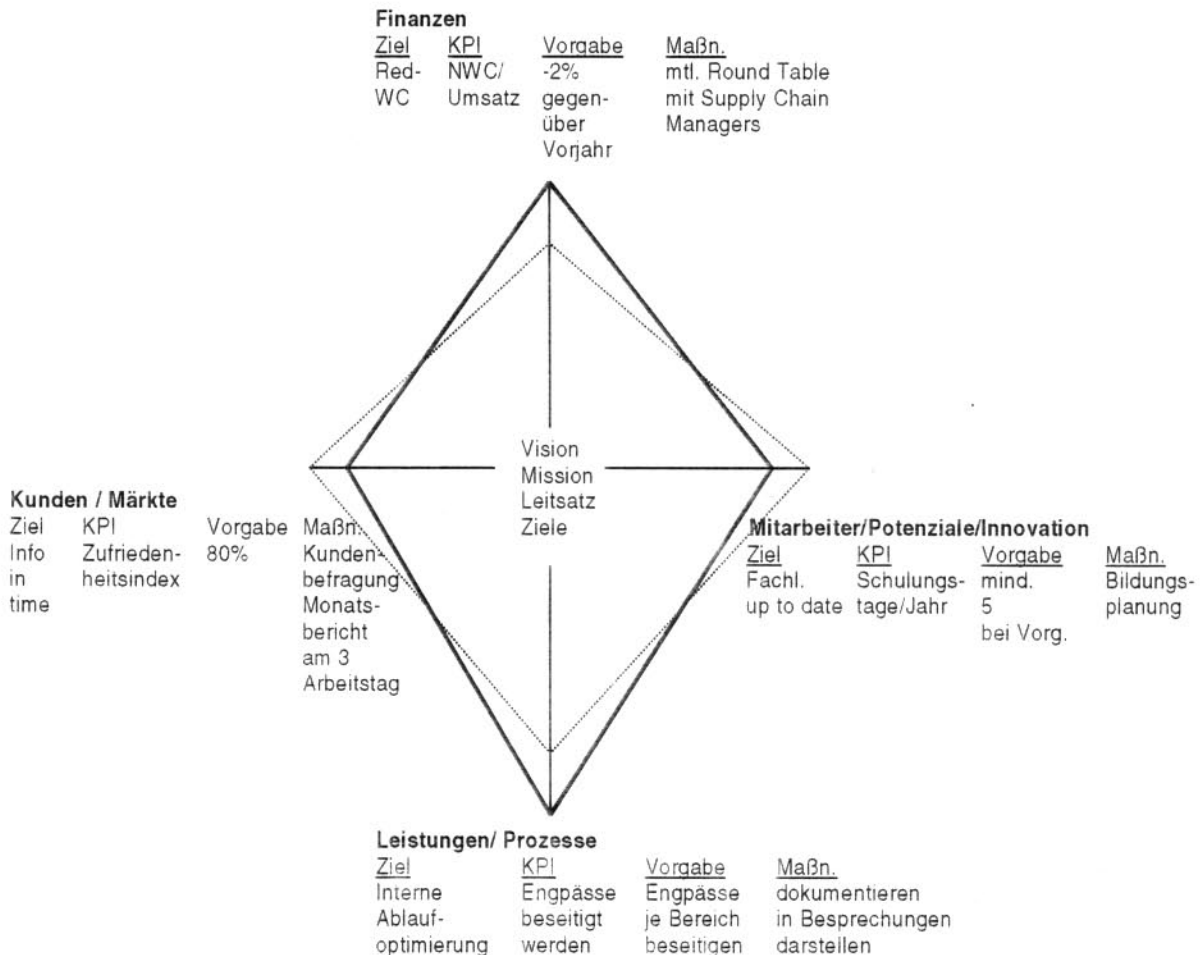 Finanzen
Ziel KPI Vorgabe Maßn.
Red- NWC/ -2% mtl. Round Table
WC Umsatz gegen- mit Supply Chain
über Managers
Vorjahr
Vision
Mission
Leitsatz
Ziele
Kunden / Märkte
Ziel KPI Vorgabe Maßn.
Info Zufrieden- 80% Kunden-
in heitsindex befragung
time Monats-
bericht
am 3
Arbeitstag
Mitarbeiter/Potenziale/Innovation
Ziel KPI Vorgabe Maßn.
Fachl. Schulungs- mind. Bildungs-
up to date tage/Jahr 5 planung
bei Vorg.
Leistungen/ Prozesse
Ziel KPI Vorgabe Maßn.
Interne Engpässe Engpässe dokumentieren
Ablauf- beseitigt je Bereich in Besprechungen
optimierung werden beseitigen darstellen